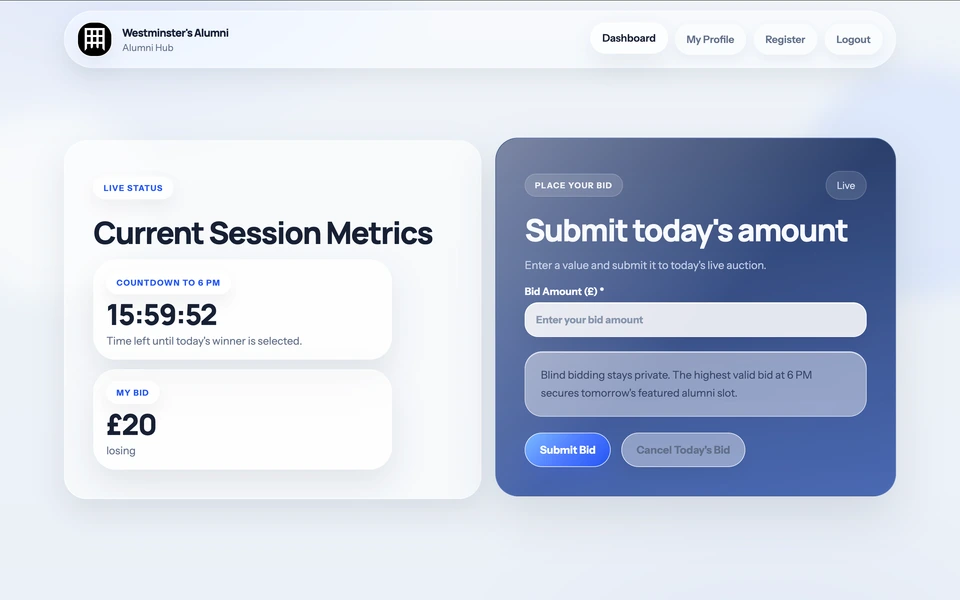 Westminster's Alumni
Alumni Hub
Dashboard
My Profile
Register
Logout
LIVE STATUS
Current Session Metrics
COUNTDOWN TO 6 PM
15:59:52
Time left until today's winner is selected.
MY BID
£20
losing
PLACE YOUR BID
Live
Submit today's amount
Enter a value and submit it to today's live auction.
Bid Amount (£) *
Enter your bid amount
Blind bidding stays private. The highest valid bid at 6 PM
secures tomorrow's featured alumni slot.
Submit Bid
Cancel Today's Bid